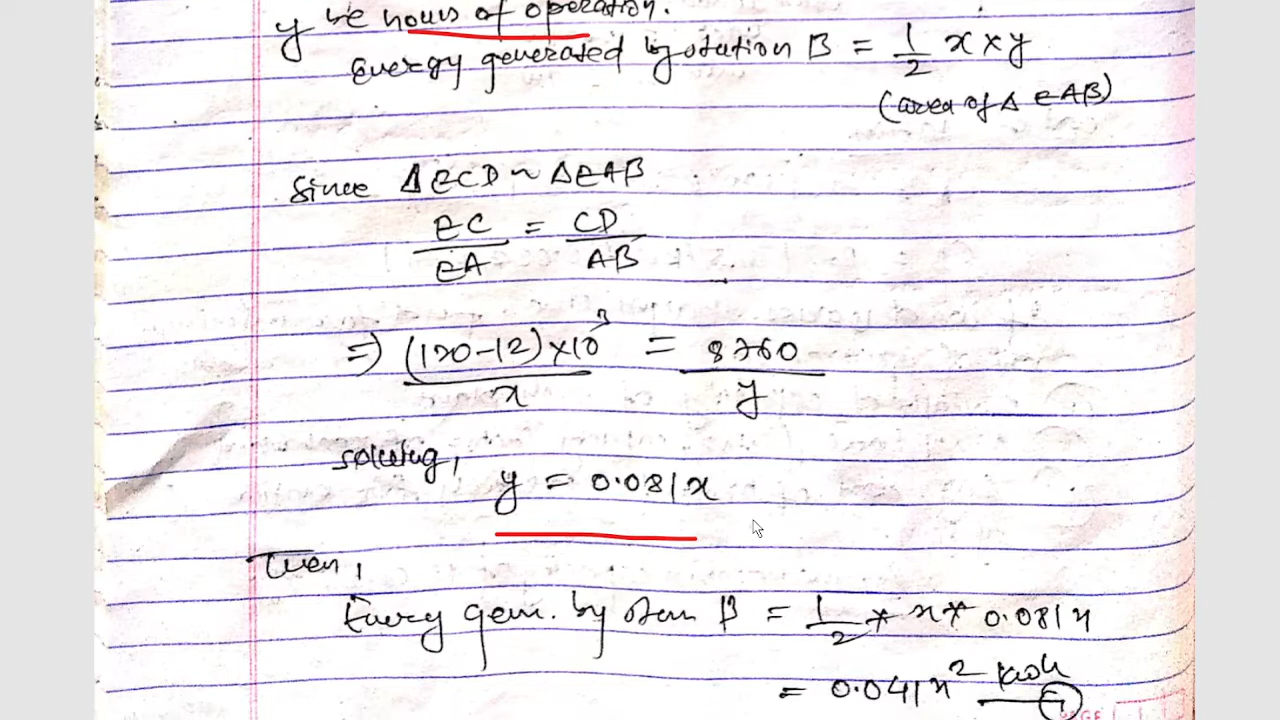 y be hours of operation.
Energy generated by station B = 1/2 x × y
(area of Δ EAB)
Since ΔECD ~ ΔEAB
EC/EA = CD/AB
=> (120-12)×10^3/x = 8760/y
solving,
y = 0.081x
Then,
Energy gen. by stan B = 1/2 * x * 0.081x
= 0.041x^2 kWh